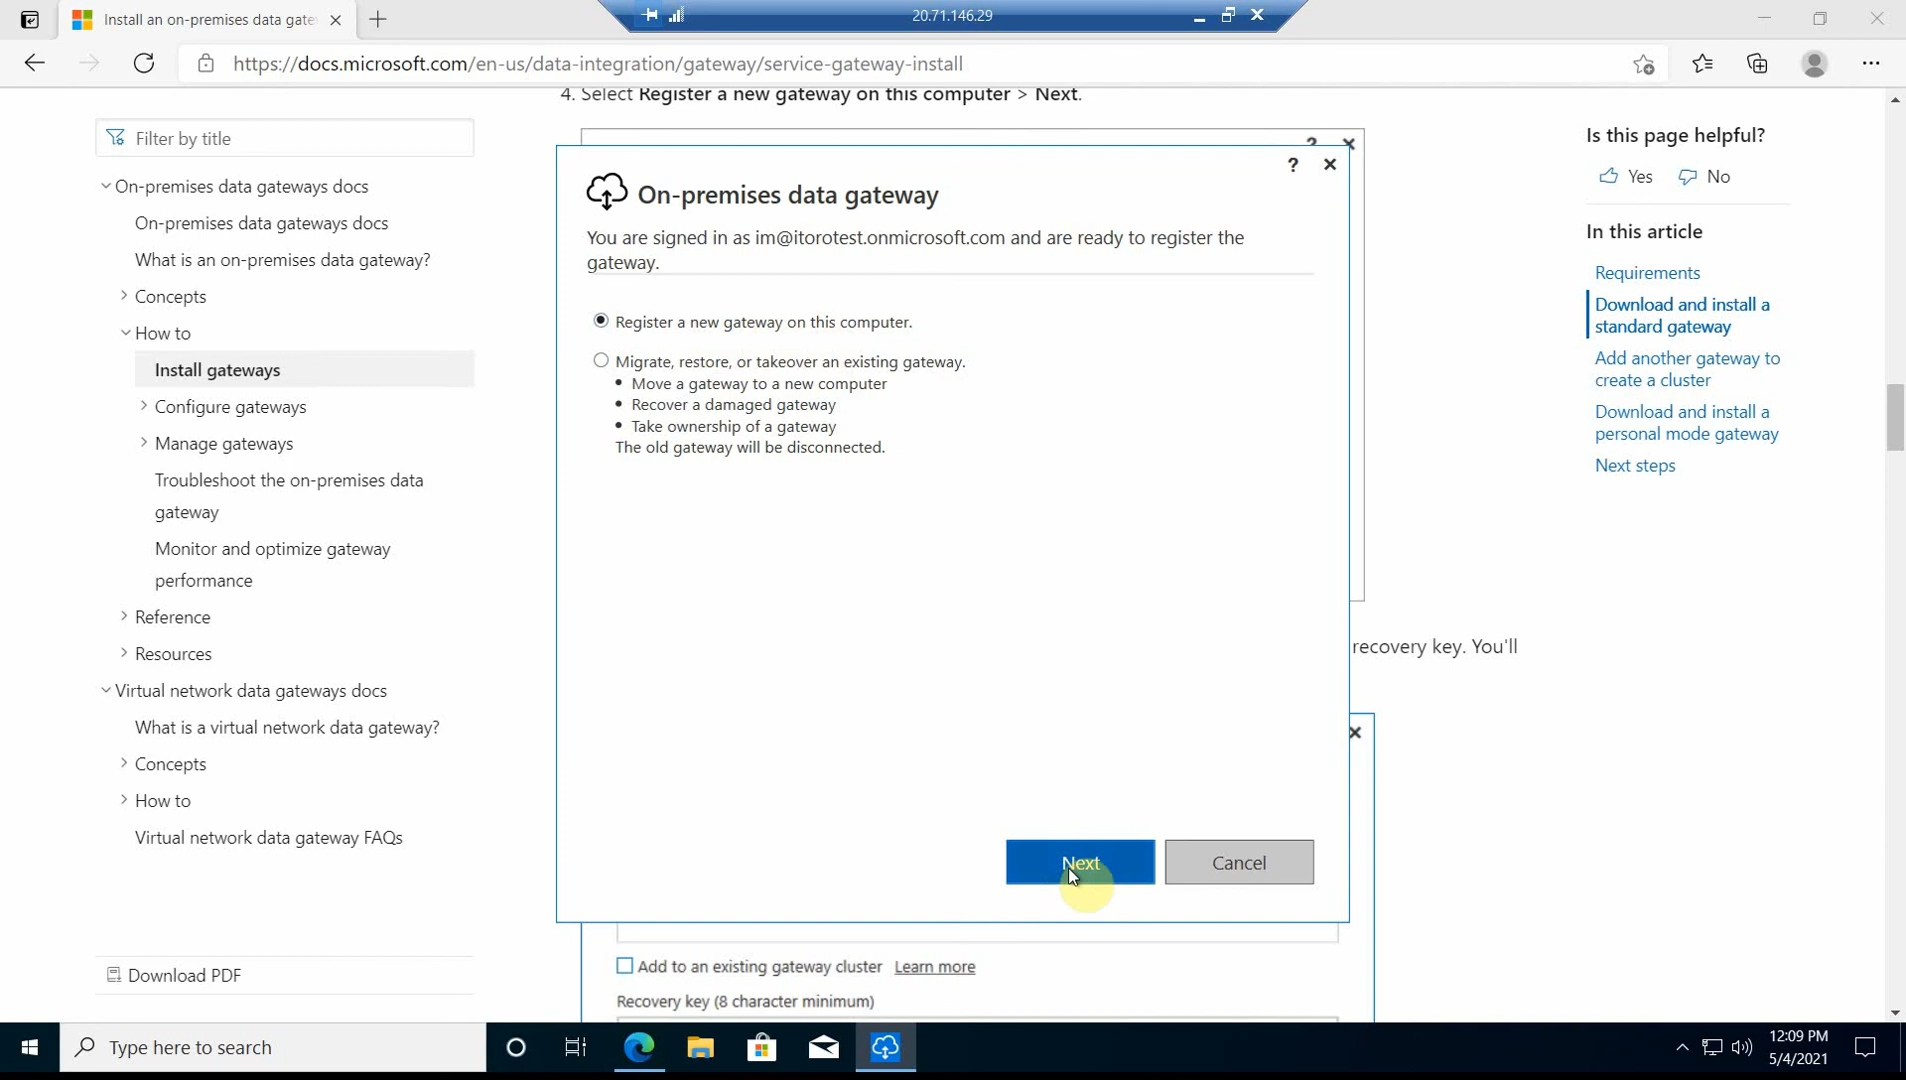 Install an on-premises data gate
20.71.146.29
https://docs.microsoft.com/en-us/data-integration/gateway/service-gateway-install
4. Select Register a new gateway on this computer > Next.
Filter by title
On-premises data gateways docs
On-premises data gateways docs
What is an on-premises data gateway?
Concepts
How to
Install gateways
Configure gateways
Manage gateways
Troubleshoot the on-premises data
gateway
Monitor and optimize gateway
performance
Reference
Resources
Virtual network data gateways docs
What is a virtual network data gateway?
Concepts
How to
Virtual network data gateway FAQs
Download PDF
?
On-premises data gateway
You are signed in as im@itorotest.onmicrosoft.com and are ready to register the
gateway.
Register a new gateway on this computer.
Migrate, restore, or takeover an existing gateway.
• Move a gateway to a new computer
• Recover a damaged gateway
• Take ownership of a gateway
The old gateway will be disconnected.
Next
Cancel
recovery key. You'll
Add to an existing gateway cluster Learn more
Recovery key (8 character minimum)
Is this page helpful?
Yes No
In this article
Requirements
Download and install a
standard gateway
Add another gateway to
create a cluster
Download and install a
personal mode gateway
Next steps
Type here to search
12:09 PM
5/4/2021